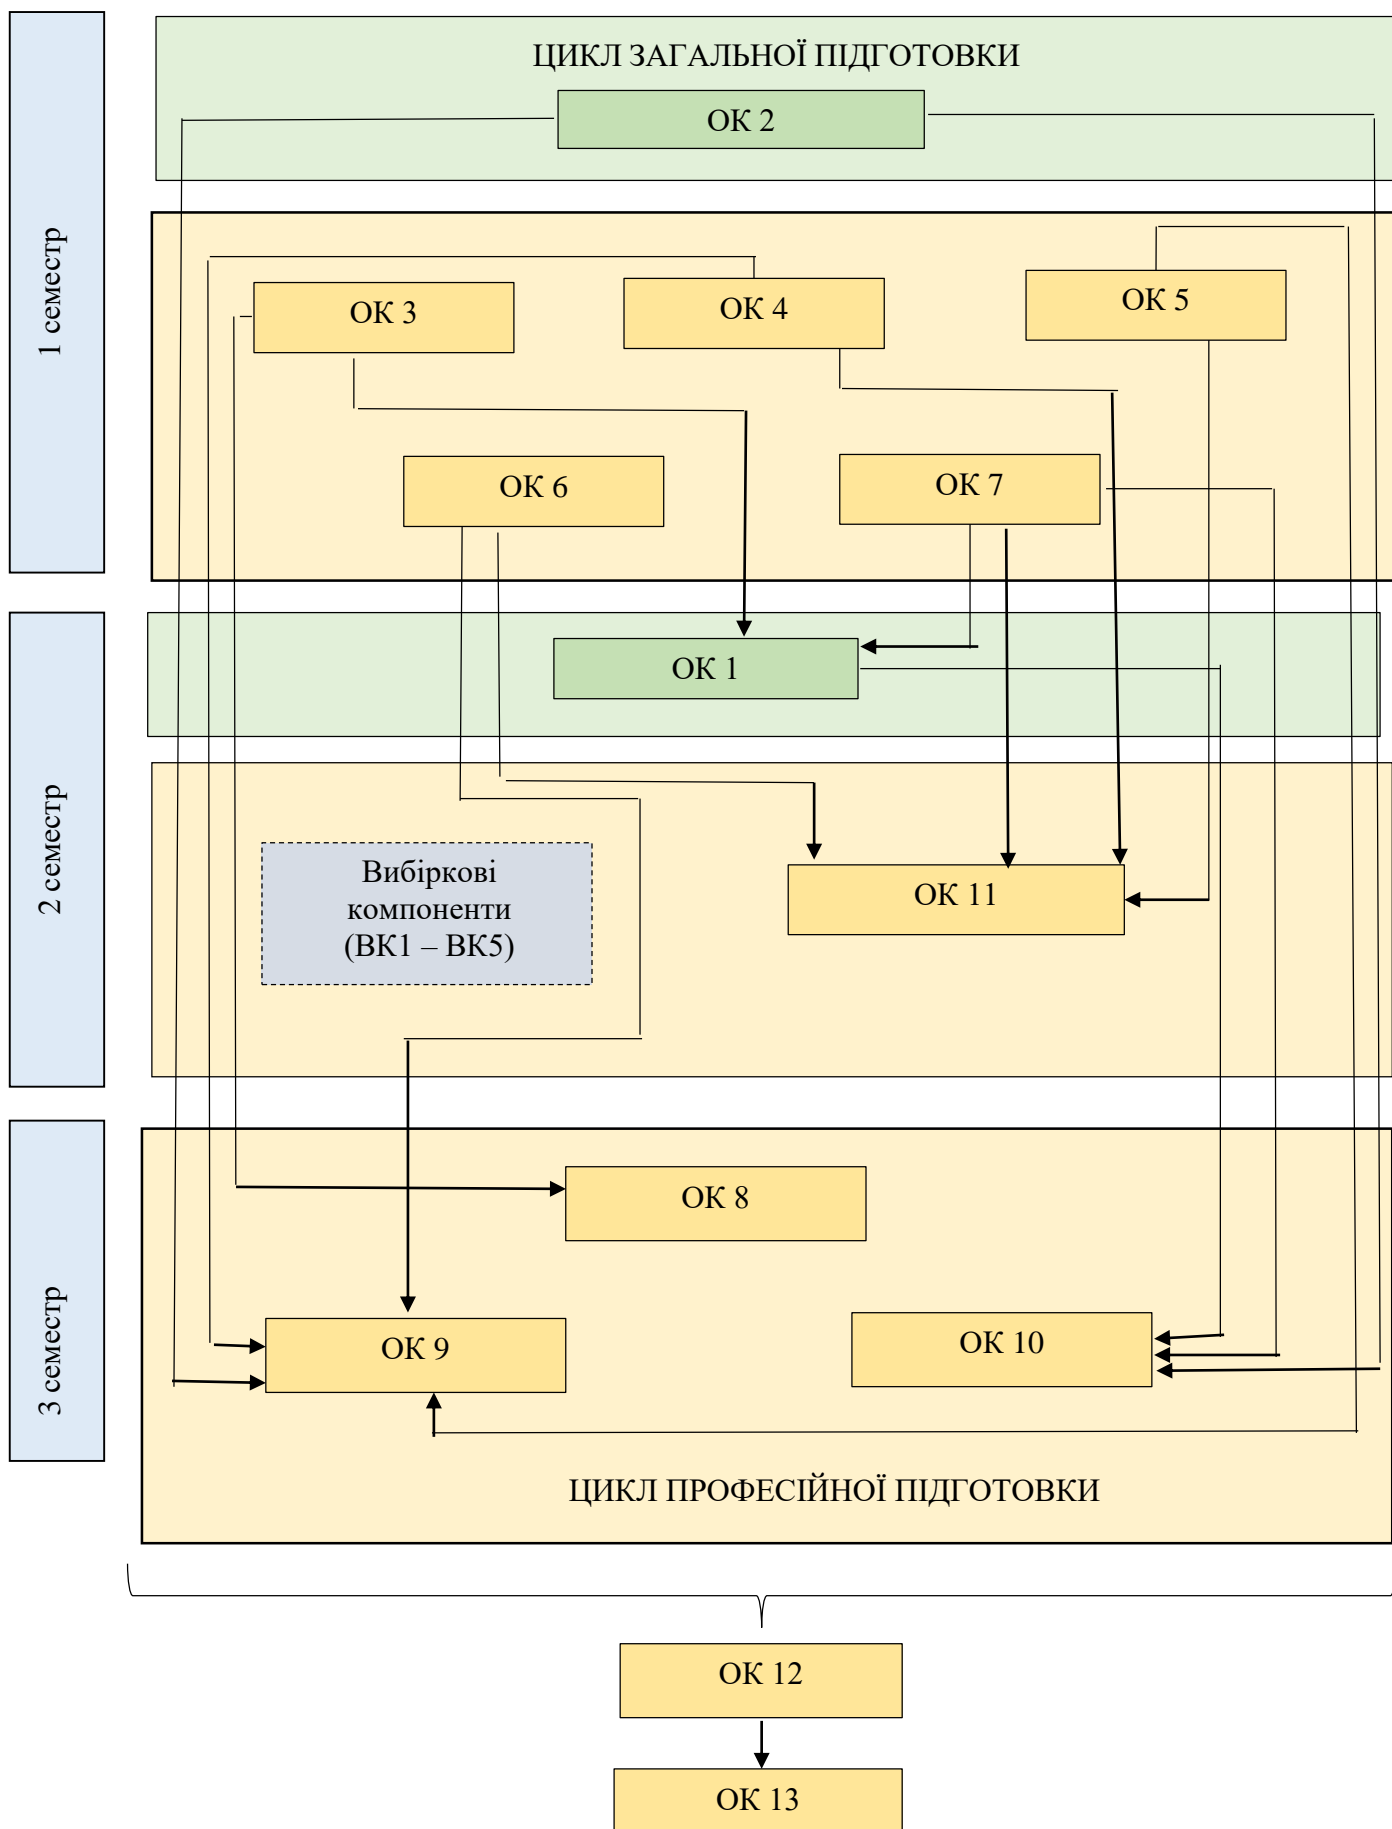 ЦИКЛ ЗАГАЛЬНОЇ ПІДГОТОВКИ
ОК 2
1 семестр
ОК 3
ОК 4
ОК 5
ОК 6
ОК 7
2 семестр
ОК 1
Вибіркові
компоненти
(ВК1 – ВК5)
ОК 11
3 семестр
ОК 8
ОК 9
ОК 10
ЦИКЛ ПРОФЕСІЙНОЇ ПІДГОТОВКИ
ОК 12
ОК 13